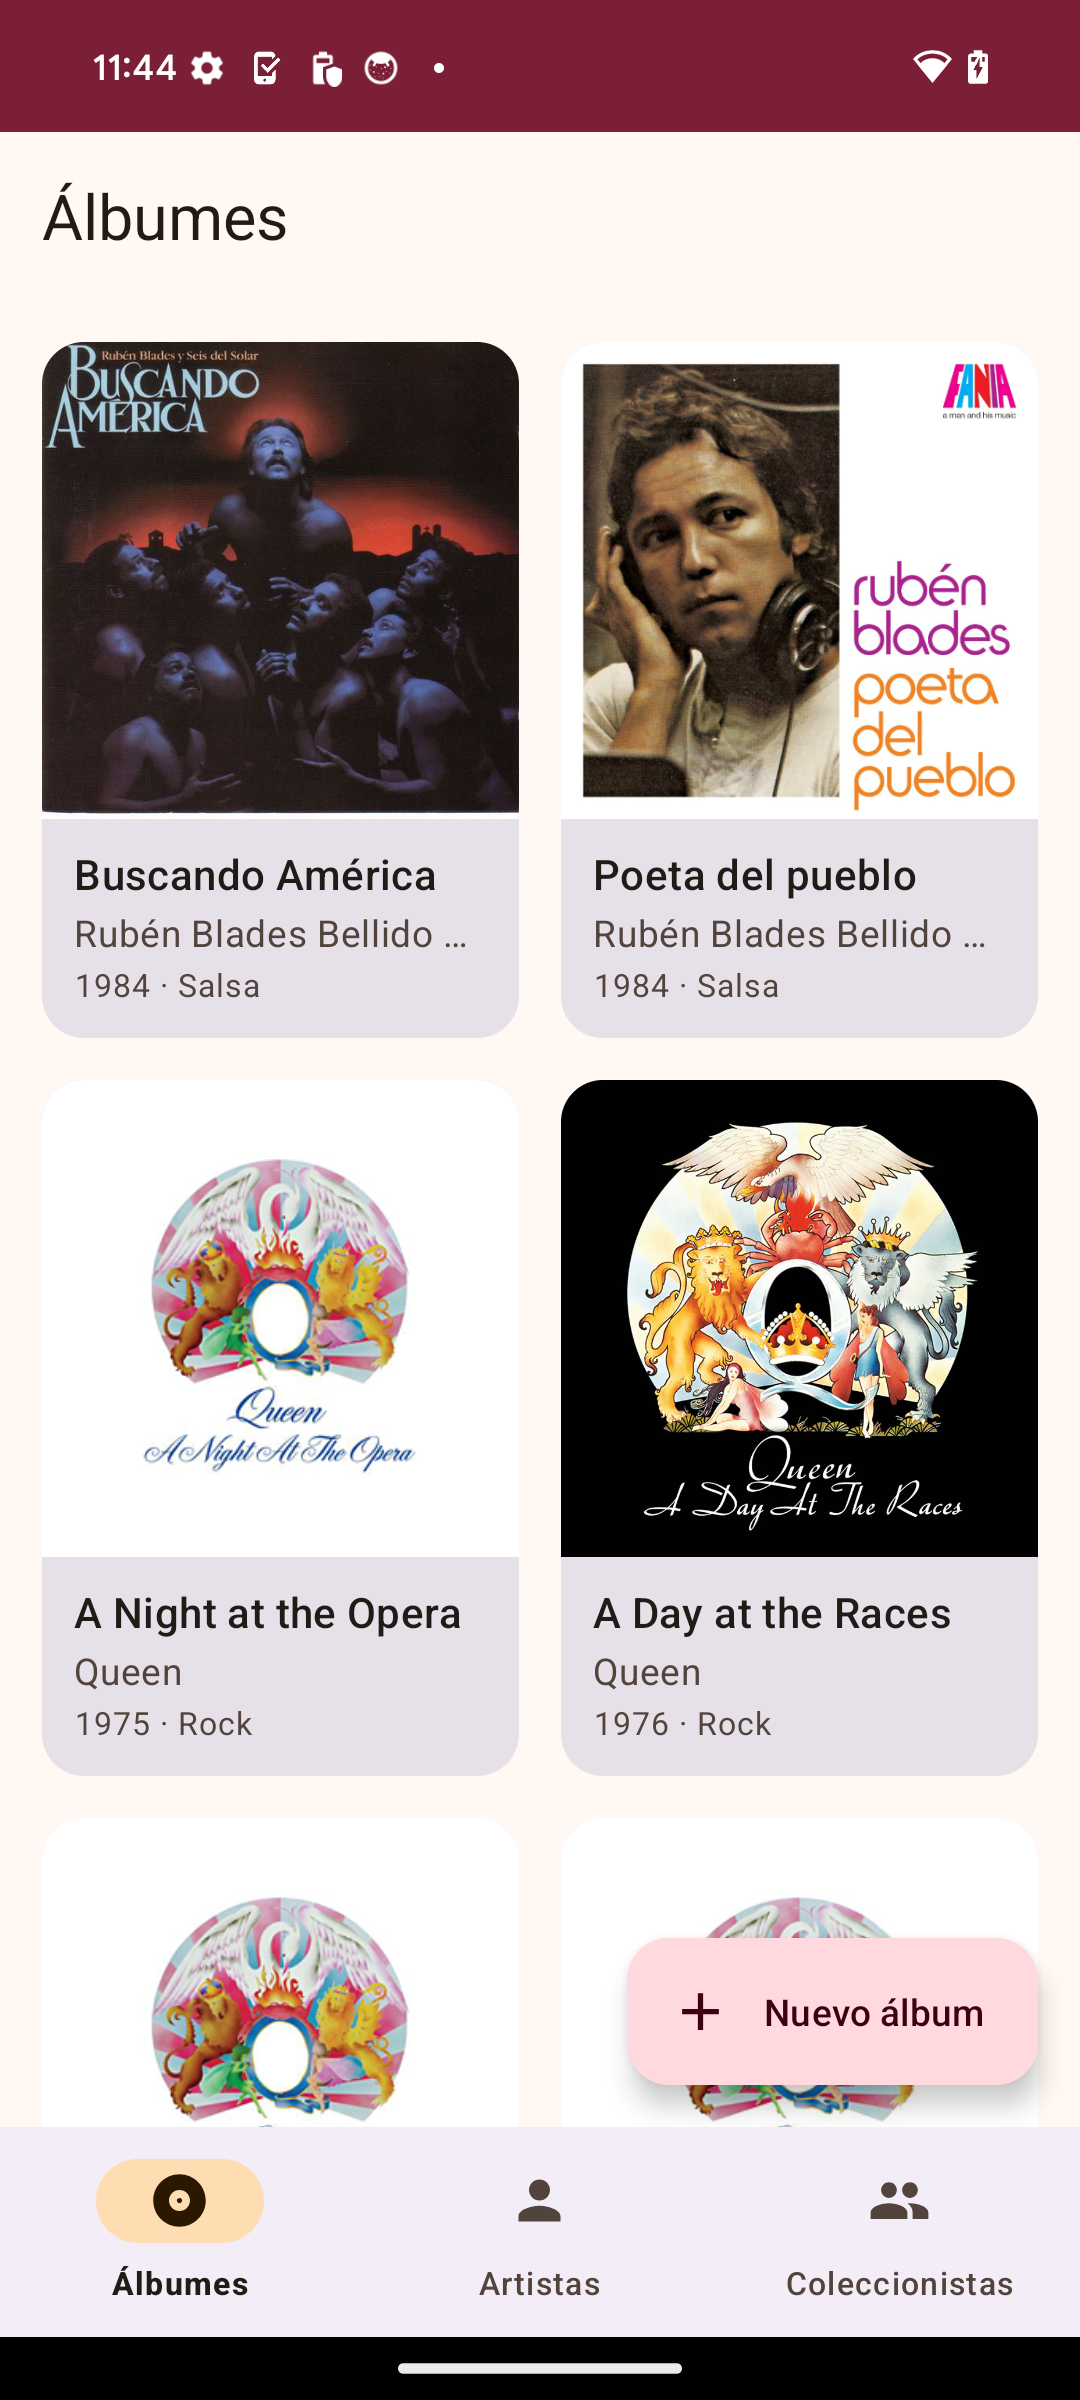 11:44
Álbumes
Rubén Blades y Seis del Solar
BUSCANDO
AMÉRICA
FANIA
a man and his music
rubén
blades
poeta
del
pueblo
Buscando América
Rubén Blades Bellido ...
1984 · Salsa
Poeta del pueblo
Rubén Blades Bellido ...
1984 · Salsa
Queen
A Night At The Opera
Queen
A Day At The Races
A Night at the Opera
Queen
1975 · Rock
A Day at the Races
Queen
1976 · Rock
Nuevo álbum
Álbumes
Artistas
Coleccionistas